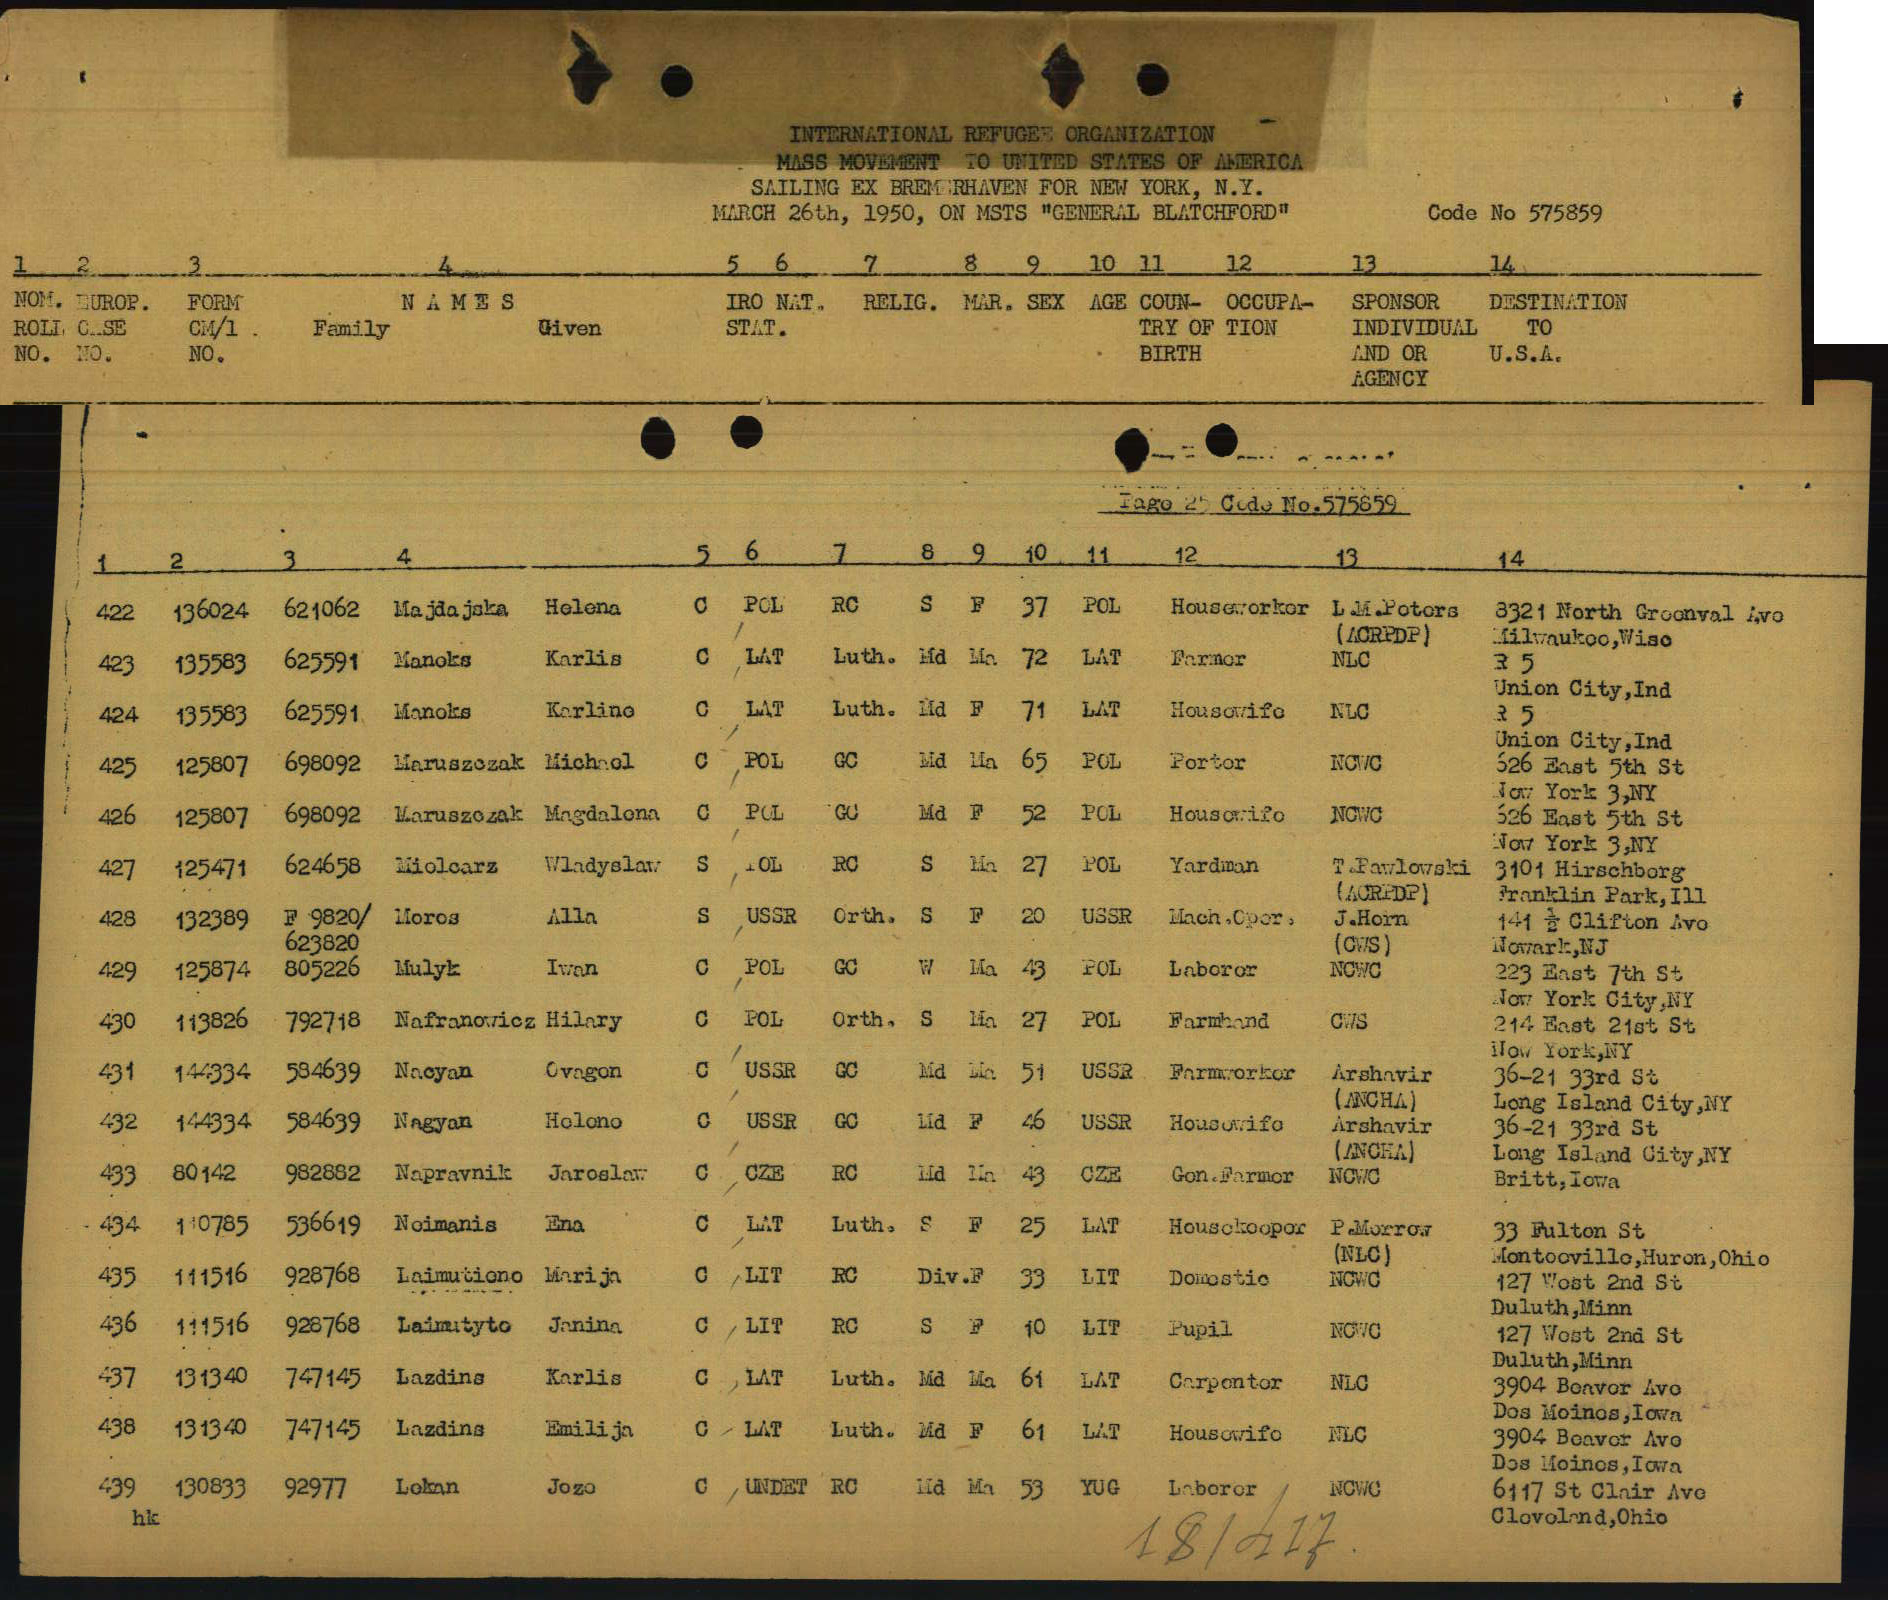 INTERNATIONAL REFUGEE ORGANIZATION
MASS MOVEMENT TO UNITED STATES OF AMERICA
SAILING EX BREMERHAVEN FOR NEW YORK, N.Y.
MARCH 26th, 1950, ON MSTS "GENERAL BLATCHFORD" Code No 575859
1 2 3 4 5 6 7 8 9 10 11 12 13 14
NOM. EUROP. FORM N A M E S IRO NAT. RELIG. MAR. SEX AGE COUN- OCCUPA- SPONSOR DESTINATION
ROLL CASE CM/1 . Family Given STAT. TRY OF TION INDIVIDUAL TO
NO. NO. NO. BIRTH AND OR U.S.A.
AGENCY
Page 25 Code No.575859
1 2 3 4 5 6 7 8 9 10 11 12 13 14
422 136024 621062 Majdajska Helena C POL RC S F 37 POL Houseworker L.M.Peters 8321 North Greenval Ave
(ACRPDP) Milwaukee,Wisc
423 135583 625591 Manoks Karlis C LAT Luth. Md Ma 72 LAT Farmer NLC R 5
Union City,Ind
424 135583 625591 Manoks Karline C LAT Luth. Md F 71 LAT Housewife NLC R 5
Union City,Ind
425 125807 698092 Maruszczak Michael C POL GC Md Ma 65 POL Porter NCWC 626 East 5th St
New York 3,NY
426 125807 698092 Maruszczak Magdalena C POL GC Md F 52 POL Housewife NCWC 626 East 5th St
New York 3,NY
427 125471 624658 Mielcarz Wladyslaw S POL RC S Ma 27 POL Yardman T.Pawlowski 3101 Hirschberg
(ACRPDP) Franklin Park,Ill
428 132389 F 9820/ Moros Alla S USSR Orth. S F 20 USSR Mach.Oper. J.Horn 141 ½ Clifton Ave
623820 (CWS) Newark,NJ
429 125874 805226 Mulyk Iwan C POL GC W Ma 43 POL Laborer NCWC 223 East 7th St
New York City,NY
430 113826 792718 Nafranowicz Hilary C POL Orth. S Ma 27 POL Farmhand CWS 214 East 21st St
New York,NY
431 144334 584639 Nacyan Ovagen C USSR GC Md Ma 51 USSR Farmworker Arshavir 36-21 33rd St
(ANCHA) Long Island City,NY
432 144334 584639 Nagyan Helene C USSR GC Md F 46 USSR Housewife Arshavir 36-21 33rd St
(ANCHA) Long Island City,NY
433 80142 982882 Napravnik Jaroslaw C CZE RC Md Ma 43 CZE Gen.Farmer NCWC Britt,Iowa
434 110785 536619 Neimanis Ena C LAT Luth. S F 25 LAT Housekeeper P.Morrow 33 Fulton St
(NLC) Monteeville,Huron,Ohio
435 111516 928768 Laimutiene Marija C LIT RC Div. F 33 LIT Domestic NCWC 127 West 2nd St
Duluth,Minn
436 111516 928768 Laimutyte Janina C LIT RC S F 10 LIT Pupil NCWC 127 West 2nd St
Duluth,Minn
437 131340 747145 Lazdins Karlis C LAT Luth. Md Ma 61 LAT Carpenter NLC 3904 Beaver Ave
Des Moines,Iowa
438 131340 747145 Lazdins Emilija C LAT Luth. Md F 61 LAT Housewife NLC 3904 Beaver Ave
Des Moines,Iowa
439 130833 92977 Lekan Jozo C UNDET RC Md Ma 53 YUG Laborer NCWC 6117 St Clair Ave
hk Cleveland,Ohio
18/417.